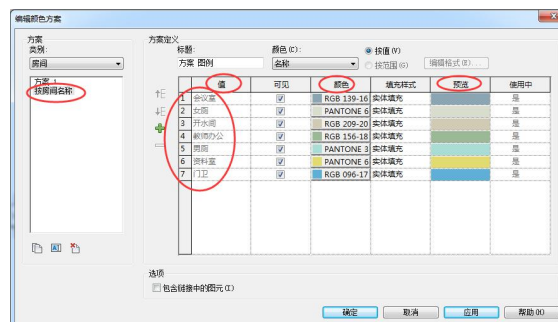 编辑颜色方案
方案
类别:
房间
方案 1
按房间名称
方案定义
标题:
方案 图例
颜色(C):
名称
按值(V)
按范围(G)
编辑格式(E)...
值 可见 颜色 填充样式 预览 使用中
1 会议室 RGB 139-16 实体填充 是
2 女厕 PANTONE 6 实体填充 是
3 开水间 RGB 209-20 实体填充 是
4 教师办公 RGB 156-18 实体填充 是
5 男厕 PANTONE 3 实体填充 是
6 资料室 PANTONE 6 实体填充 是
7 门卫 RGB 096-17 实体填充 是
选项
包含链接中的图元(I)
确定 取消 应用 帮助(H)